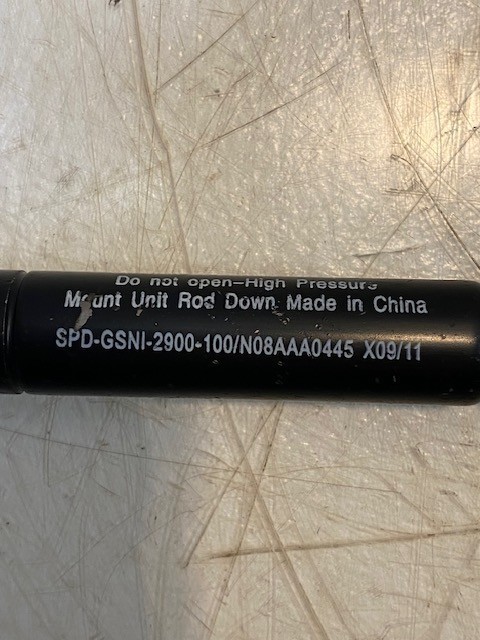 Do not open-High Pressure
Mount Unit Rod Down Made in China
SPD-GSNI-2900-100/N08AAA0445 X09/11